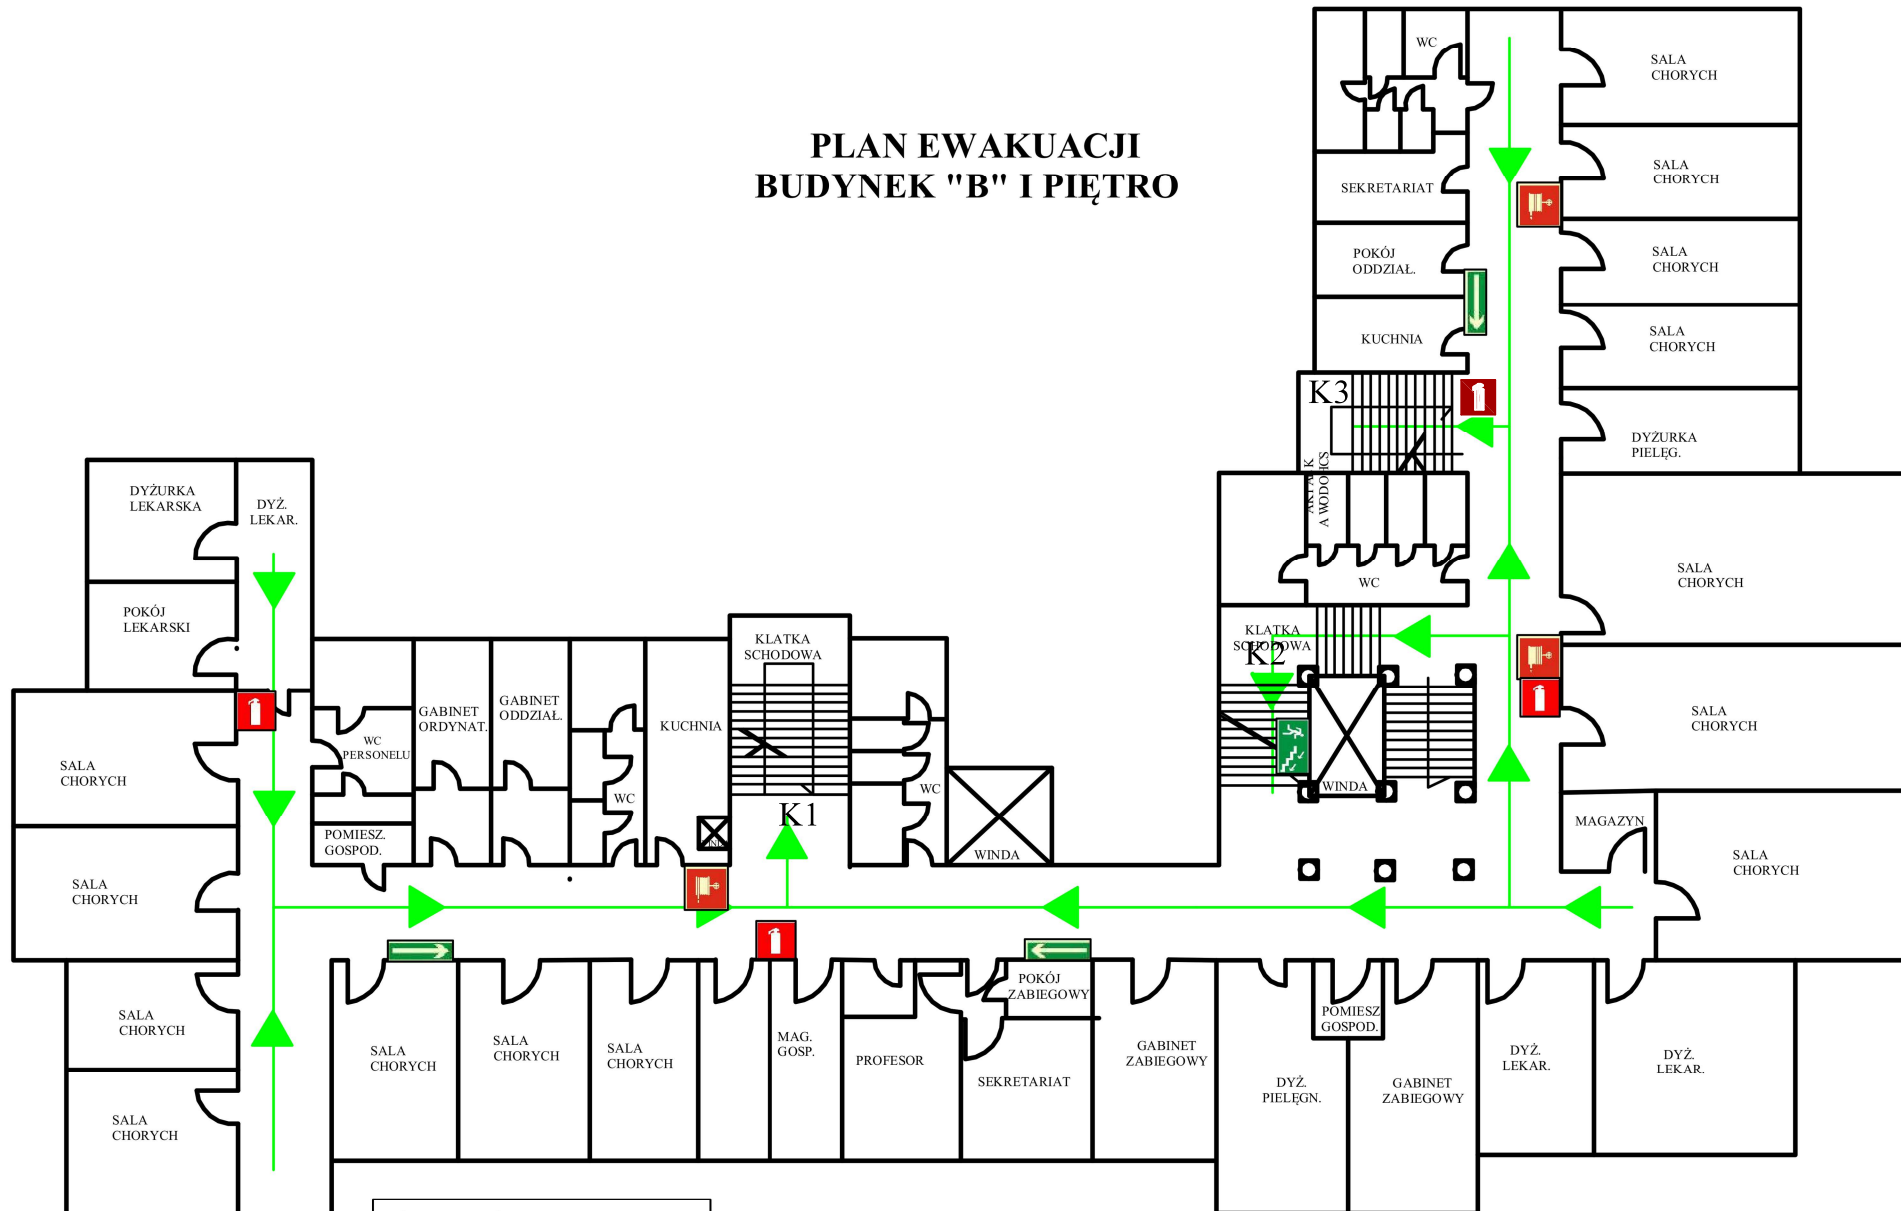 PLAN EWAKUACJI
BUDYNEK "B" I PIĘTRO
WC
SALA
CHORYCH
SALA
CHORYCH
SEKRETARIAT
SALA
CHORYCH
POKÓJ
ODDZIAŁ.
SALA
CHORYCH
KUCHNIA
K3
DYŻURKA
PIELĘG.
A WODOHCS
WC
SALA
CHORYCH
DYŻURKA
LEKARSKA
DYŻ.
LEKAR.
POKÓJ
LEKARSKI
KLATKA
SCHODOWA
KLATKA
SCHODOWA
K2
GABINET
ORDYNAT.
GABINET
ODDZIAŁ.
KUCHNIA
WC
PERSONELU
SALA
CHORYCH
SALA
CHORYCH
WC
WC
WINDA
K1
MAGAZYN
POMIESZ.
GOSPOD.
WINDA
SALA
CHORYCH
SALA
CHORYCH
SALA
CHORYCH
SALA
CHORYCH
SALA
CHORYCH
SALA
CHORYCH
SALA
CHORYCH
MAG.
GOSP.
PROFESOR
POKÓJ
ZABIEGOWY
SEKRETARIAT
GABINET
ZABIEGOWY
POMIESZ
GOSPOD.
DYŻ.
PIELĘGN.
GABINET
ZABIEGOWY
DYŻ.
LEKAR.
DYŻ.
LEKAR.